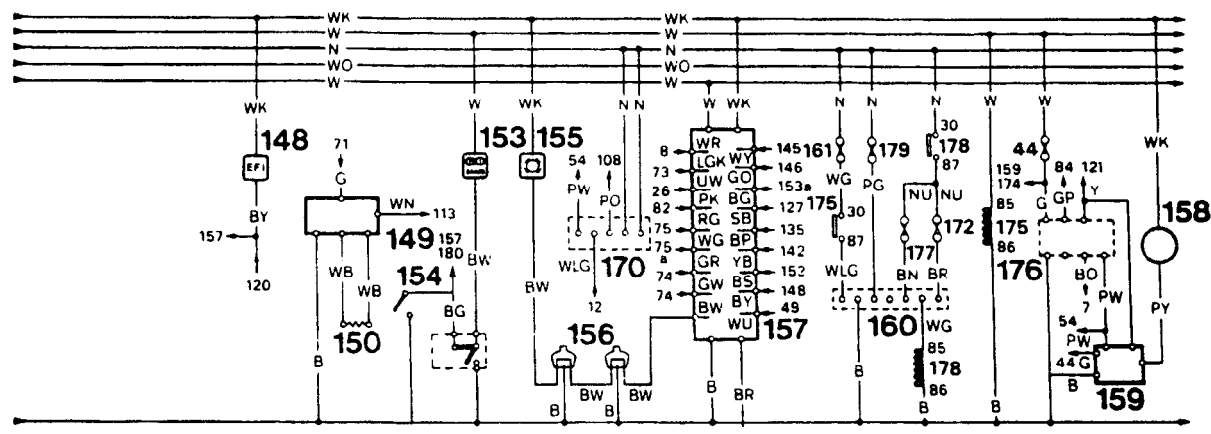 WK WK
W W
N N
WO WO
W W
WK W WK N N W WK N N N W W
148 153 155 161 179 30 178 87 44
EFI
71
G
WN 113
149
BY
157
120
WB WB
150
B
154 157 180
BG
BW
7
WK
BW
156
BW BW
B B
54 108
PW PO
WLG
12
170
8 WR WY 145
73 LGK GO 146
26 UW BG 153a
82 PK SB 127
75 RG BP 135
75a WG YB 142
74 GR BS 152
74 GW BY 148
BW WU 49
157
B BR
WG PG
175 30 87
WLG
NU NU
177 172
BN BR
160
WG
B
85 178 86
B
85 175 86
B
159 174
84 121
G GP Y
176
BO PW
7
54 PW
44 G
B
159
158
PY